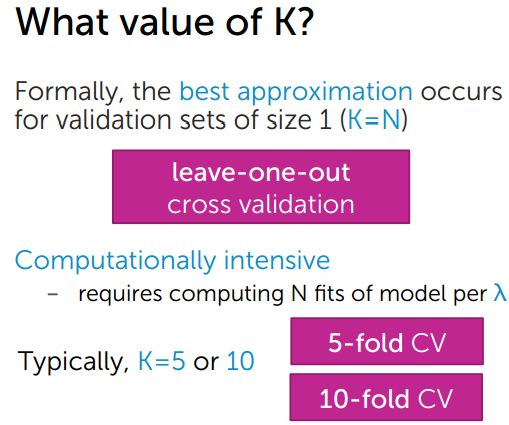 What value of K?
Formally, the best approximation occurs
for validation sets of size 1 (K=N)
leave-one-out
cross validation
Computationally intensive
– requires computing N fits of model per λ
Typically, K=5 or 10
5-fold CV
10-fold CV